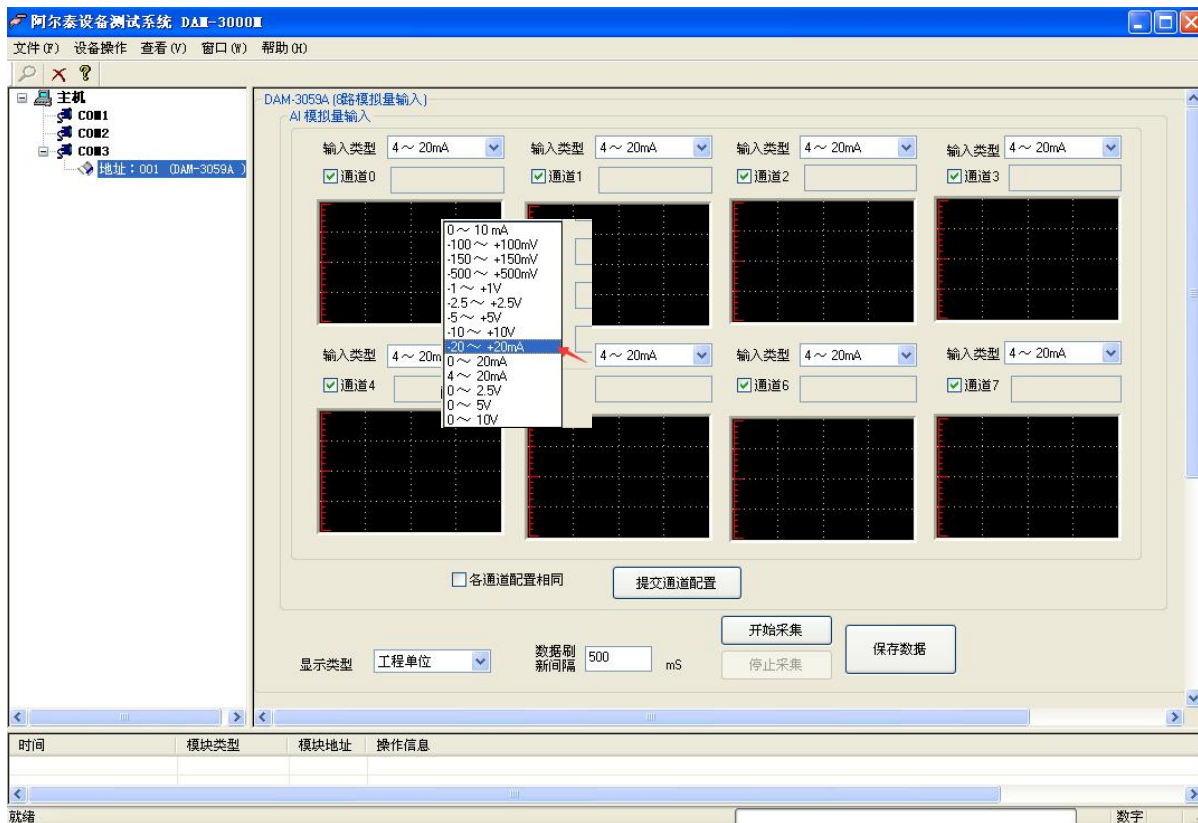 阿尔泰设备测试系统 DAM-3000M
文件(F) 设备操作 查看(V) 窗口(W) 帮助(H)
主机
COM1
COM2
COM3
地址：001 (DAM-3059A )
DAM-3059A (8路模拟量输入)
AI 模拟量输入
输入类型 4～ 20mA 输入类型 4～ 20mA 输入类型 4～ 20mA 输入类型 4～ 20mA
通道0 通道1 通道2 通道3
0～ 10 mA
-100～ +100mV
-150～ +150mV
-500～ +500mV
-1～ +1V
-2.5～ +2.5V
-5～ +5V
-10～ +10V
-20～ +20mA
0～ 20mA
4～ 20mA
0～ 2.5V
0～ 5V
0～ 10V
输入类型 4～ 20m 4～ 20mA 输入类型 4～ 20mA 输入类型 4～ 20mA
通道4 通道6 通道7
各通道配置相同 提交通道配置
显示类型 工程单位 数据刷新间隔 500 mS 开始采集 停止采集 保存数据
时间 模块类型 模块地址 操作信息
就绪 数字